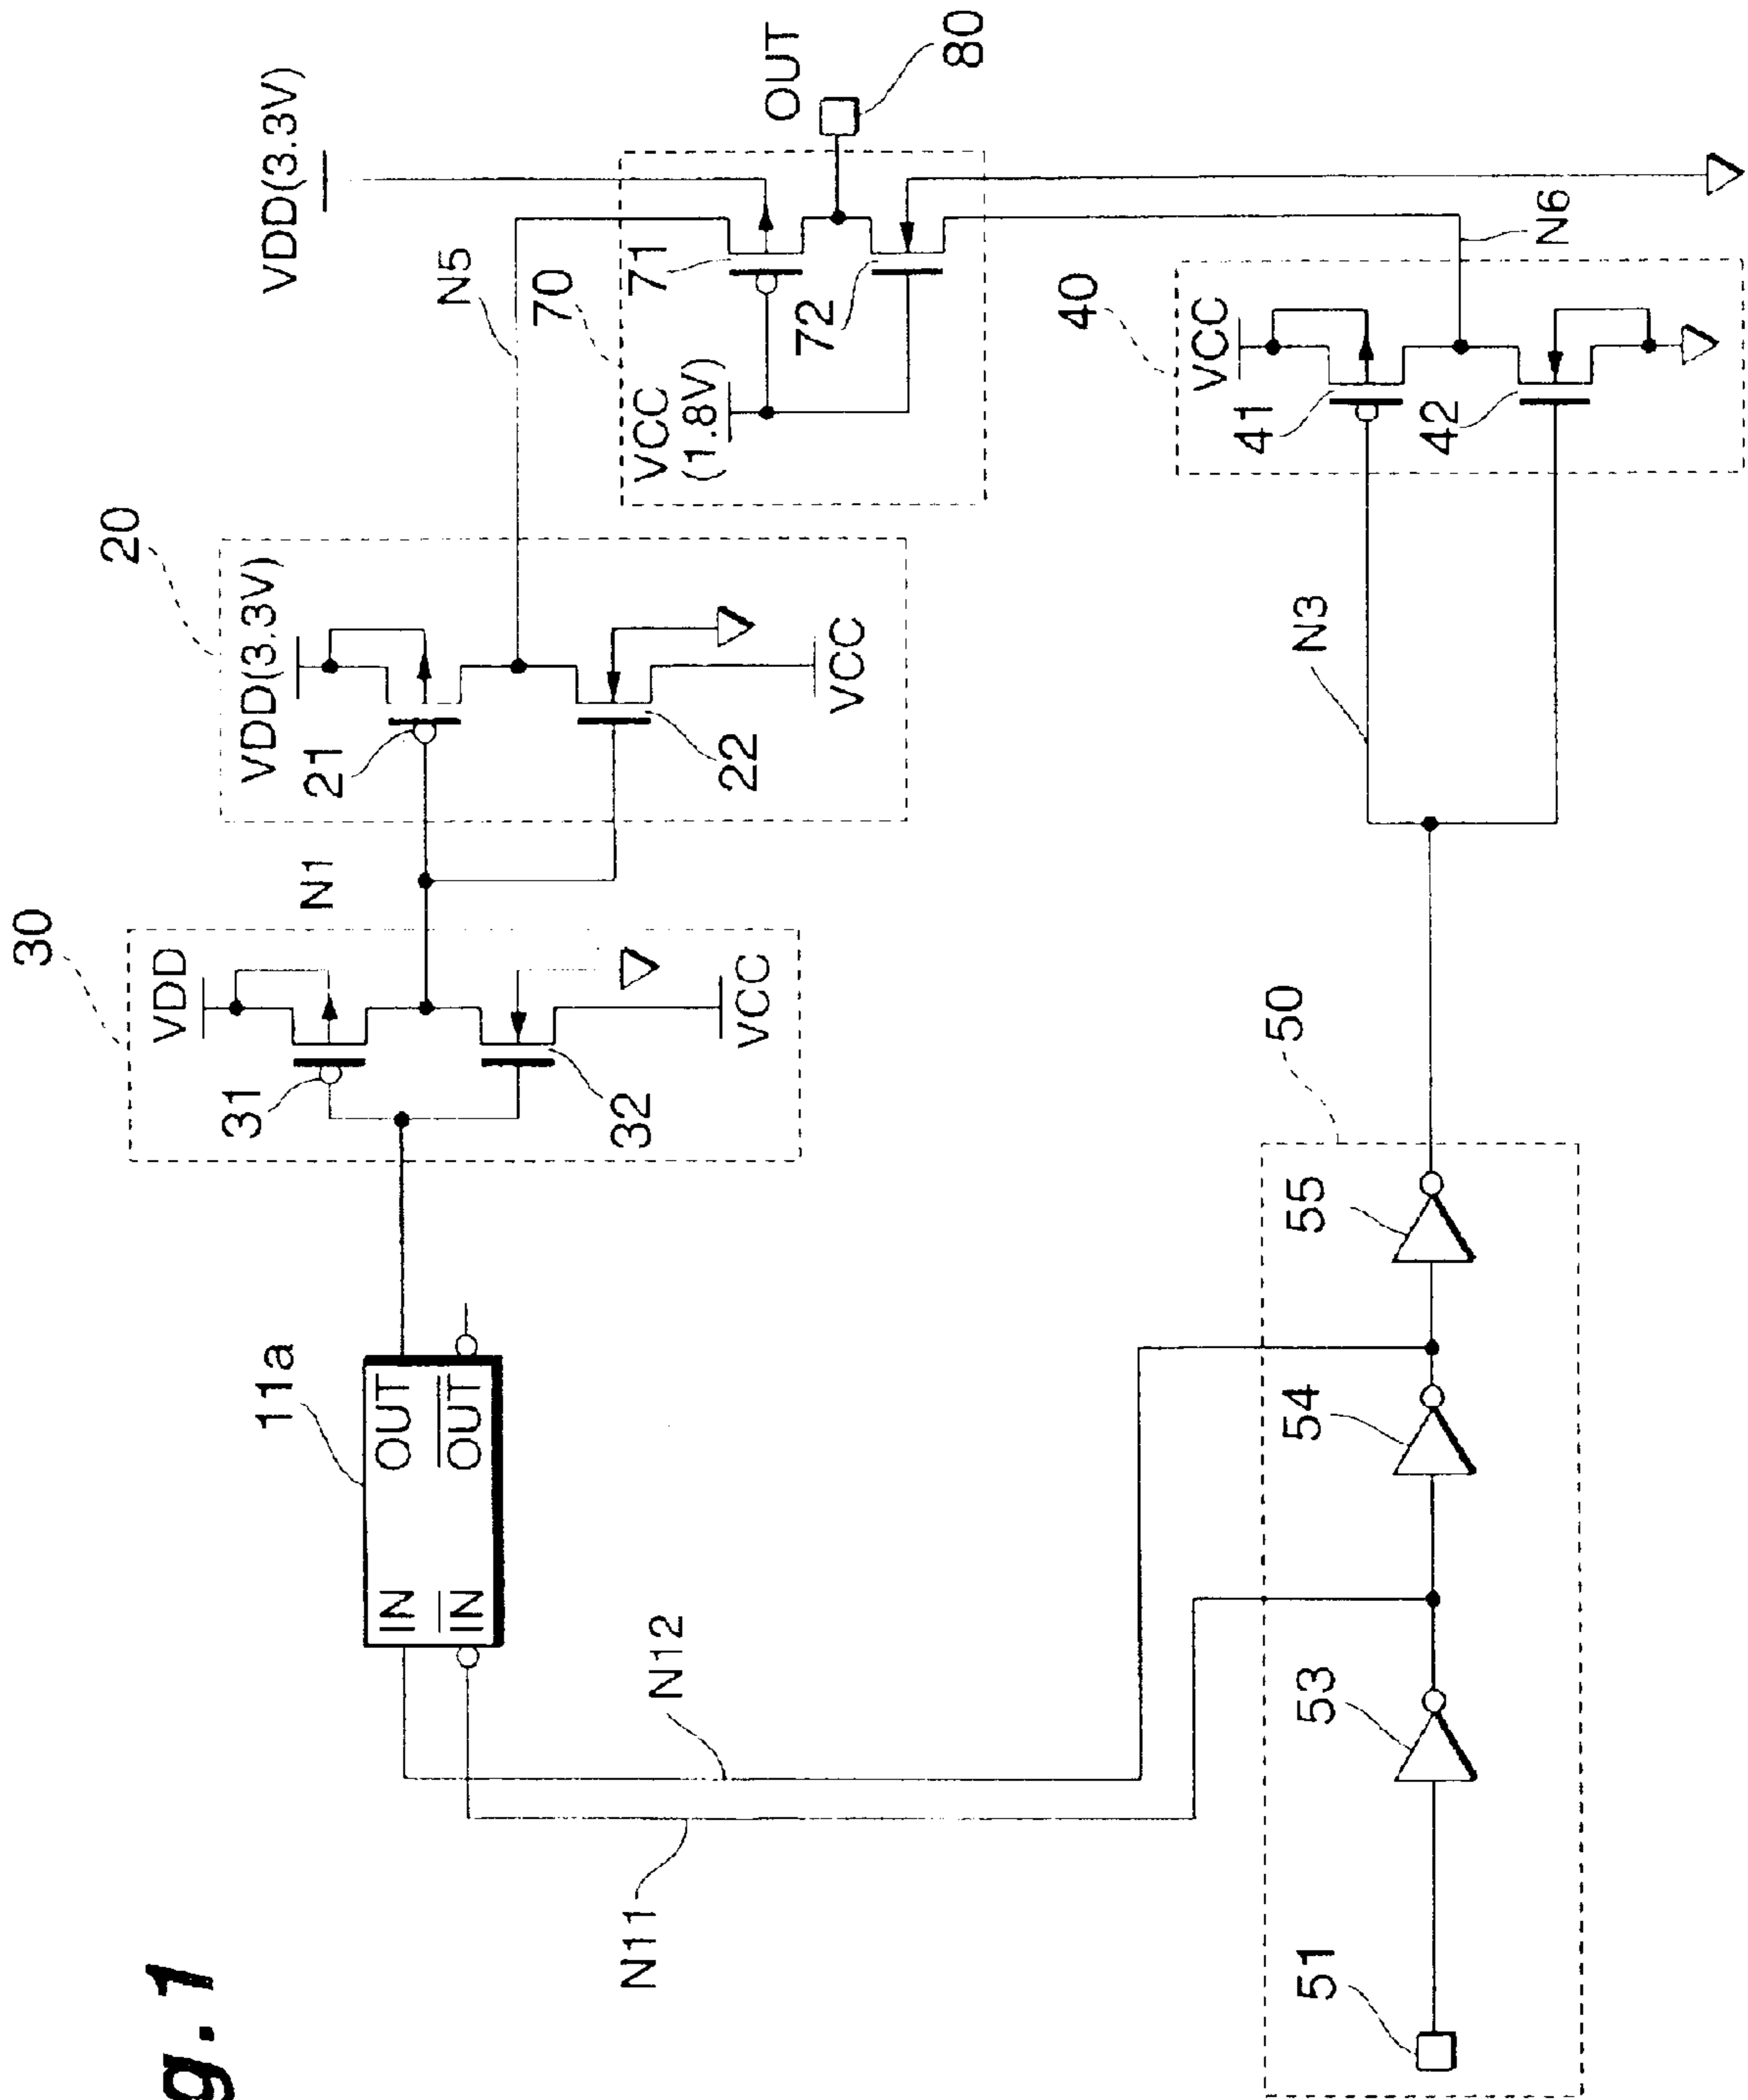 g.1
30
VDD
31
32
VCC
N1
20
VDD(3.3V)
21
22
VCC
N5
VDD(3.3V)
70
71
72
VCC
(1.8V)
OUT
80
11a
IN
OUT
IN
OUT
N11
N12
50
51
53
54
55
N3
40
VCC
41
42
N6